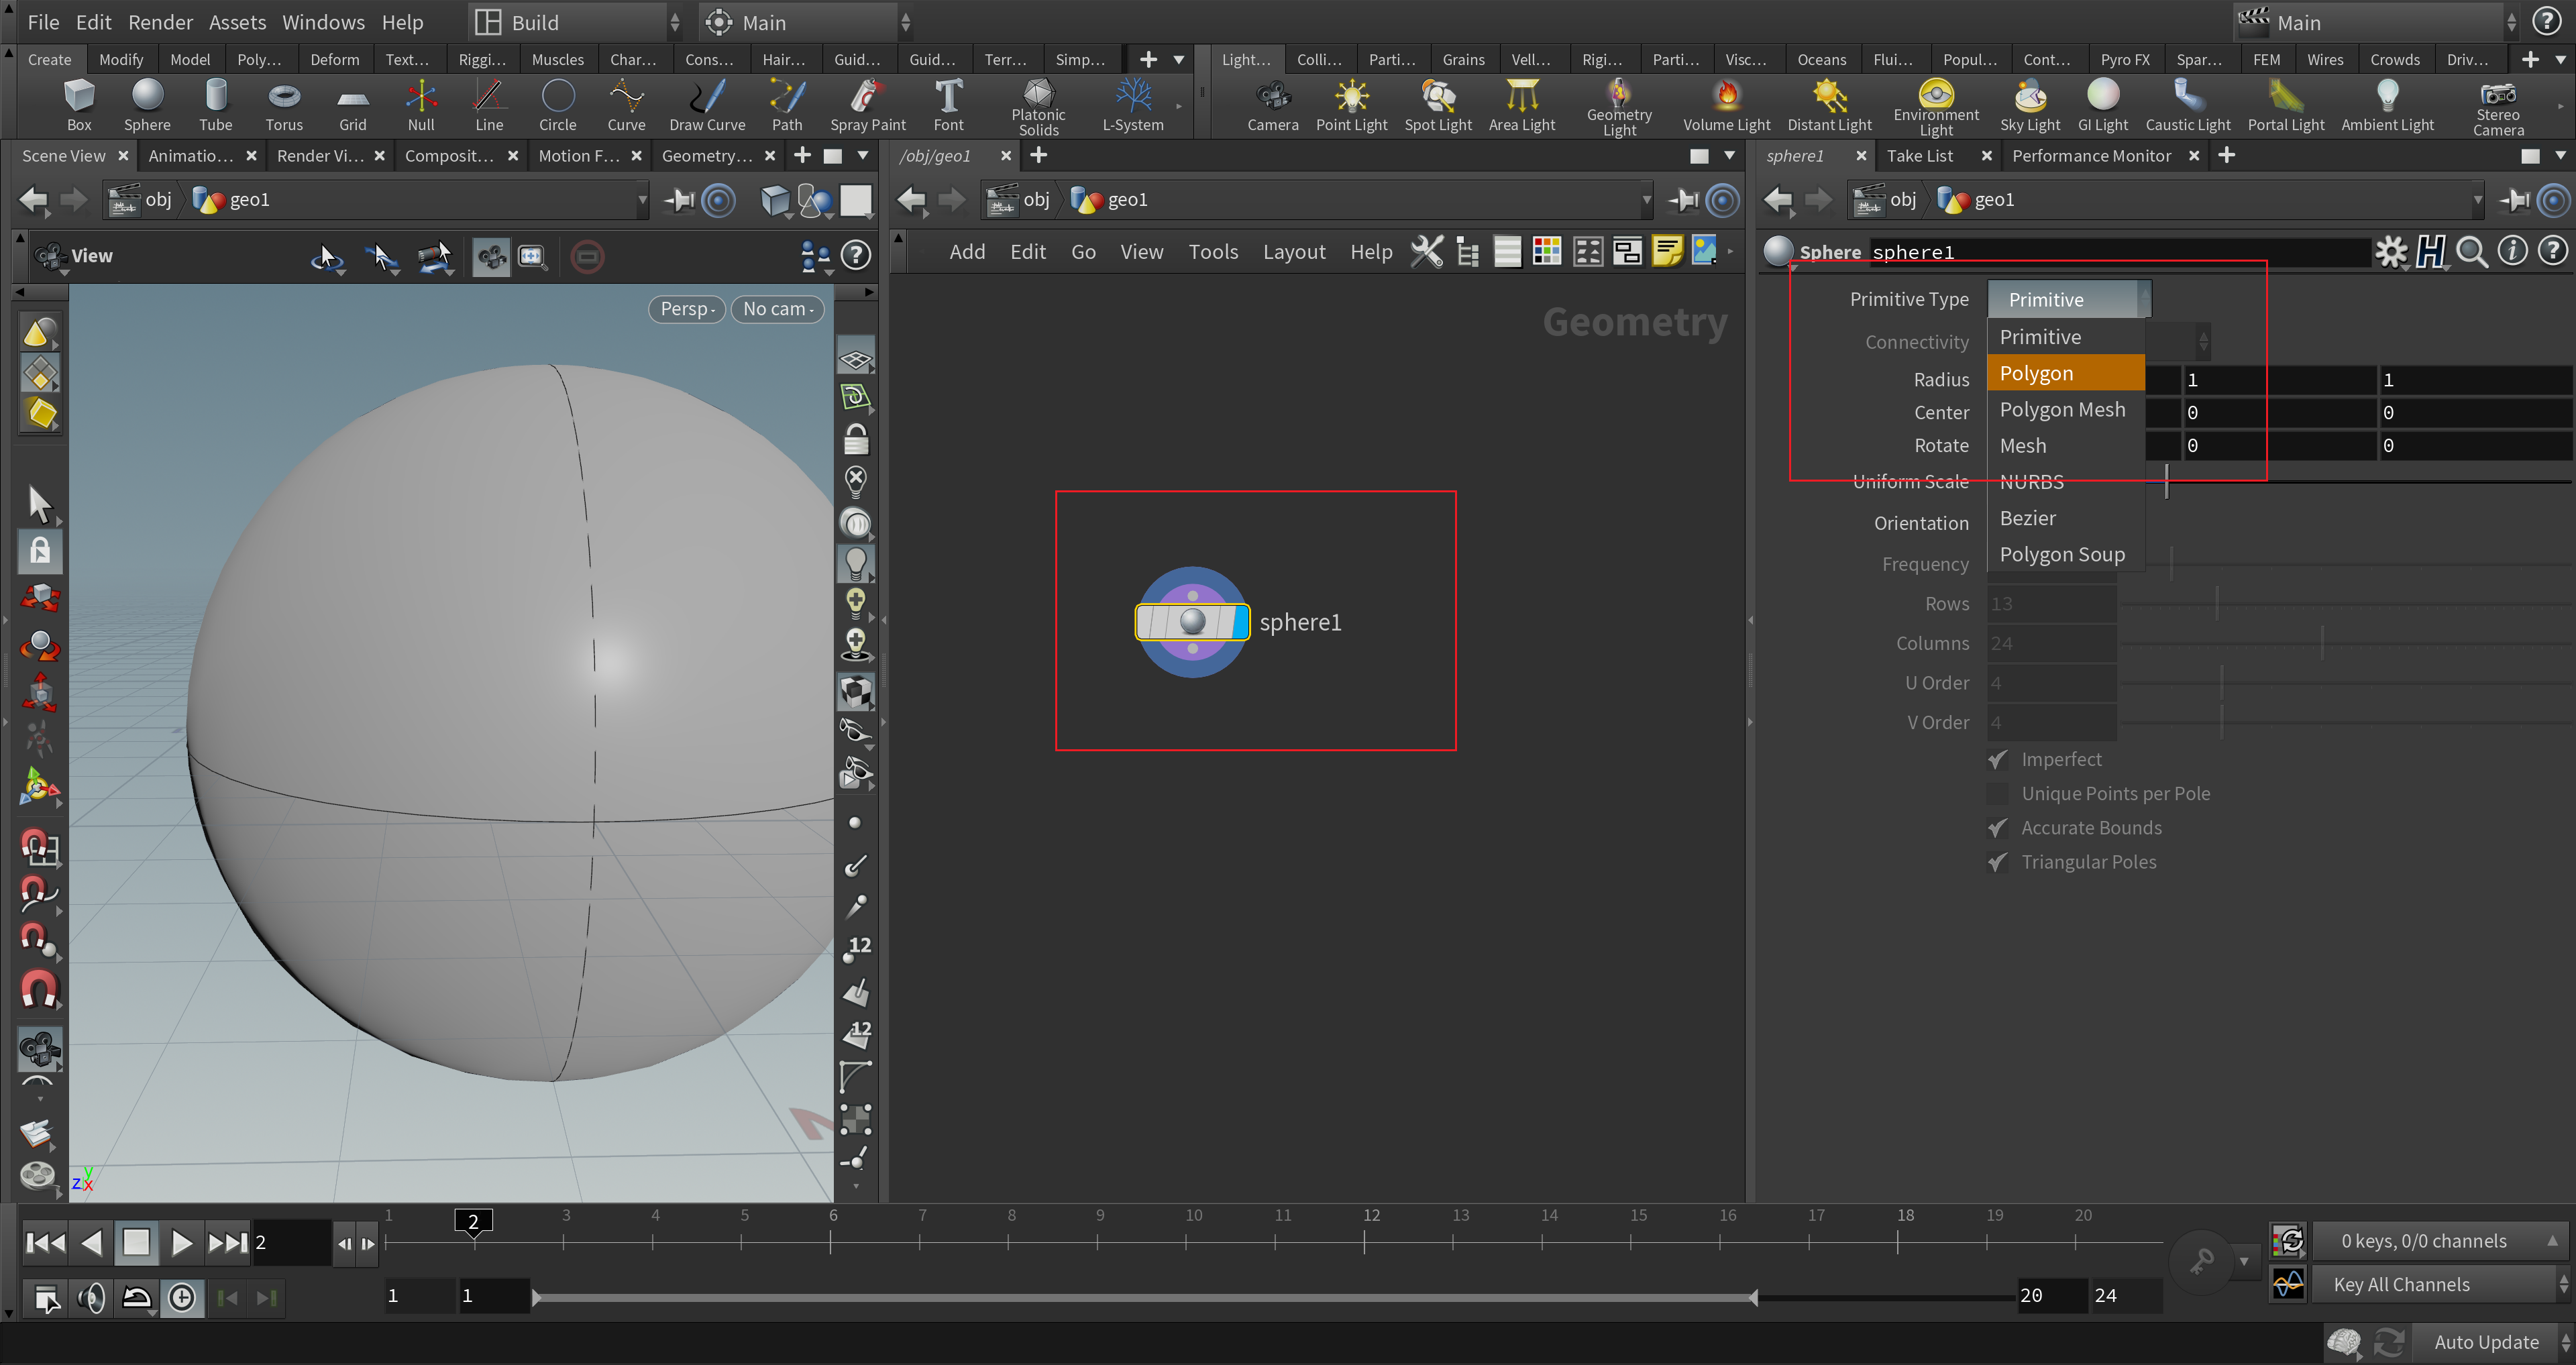 File Edit Render Assets Windows Help Build Main Main
Create Modify Model Poly... Deform Text... Riggi... Muscles Char... Cons... Hair... Guid... Guid... Terr... Simp...
Light... Colli... Parti... Grains Vell... Rigi... Parti... Visc... Oceans Flui... Popul... Cont... Pyro FX Spar... FEM Wires Crowds Driv...
Box Sphere Tube Torus Grid Null Line Circle Curve Draw Curve Path Spray Paint Font Platonic Solids L-System
Camera Point Light Spot Light Area Light Geometry Light Volume Light Distant Light Environment Light Sky Light GI Light Caustic Light Portal Light Ambient Light Stereo Camera
Scene View Animatio... Render Vi... Composit... Motion F... Geometry...
obj geo1
View
Persp No cam
12
12
z y x
/obj/geo1
obj geo1
Add Edit Go View Tools Layout Help
Geometry
sphere1
sphere1 Take List Performance Monitor
obj geo1
Sphere sphere1
Primitive Type Primitive
Primitive
Connectivity
Polygon
Radius 1 1
Polygon Mesh
Center 0 0
Mesh
Rotate 0 0
NURBS
Uniform Scale
Bezier
Orientation
Polygon Soup
Frequency
Rows 13
Columns 24
U Order 4
V Order 4
Imperfect
Unique Points per Pole
Accurate Bounds
Triangular Poles
1 2 3 4 5 6 7 8 9 10 11 12 13 14 15 16 17 18 19 20
2
0 keys, 0/0 channels
1 1 20 24
Key All Channels
Auto Update